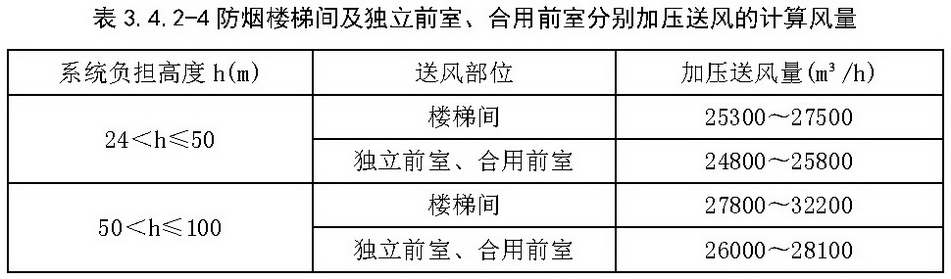 表 3.4.2-4 防烟楼梯间及独立前室、合用前室分别加压送风的计算风量
系统负担高度 h(m) 送风部位 加压送风量(m³/h)
24<h≤50 楼梯间 25300~27500
独立前室、合用前室 24800~25800
50<h≤100 楼梯间 27800~32200
独立前室、合用前室 26000~28100